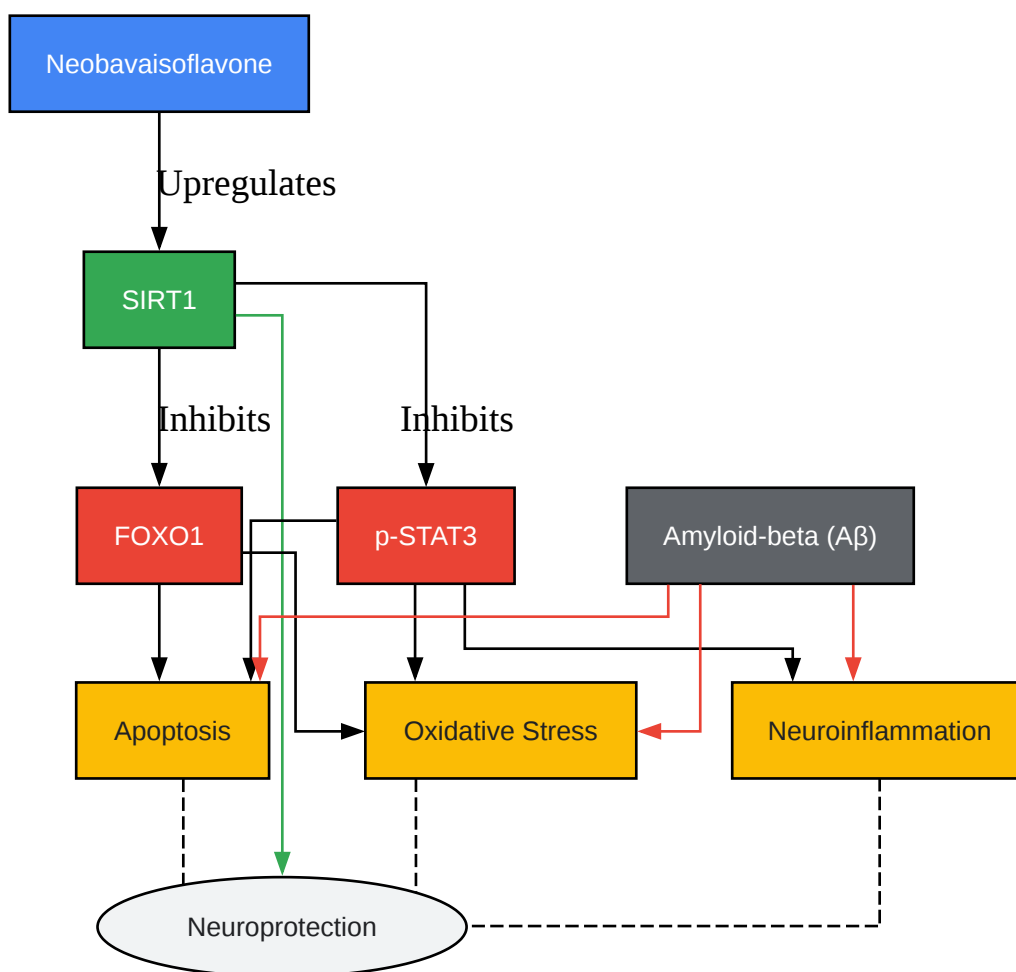 Neobavaisoflavone
Upregulates
SIRT1
Inhibits
Inhibits
FOXO1
p-STAT3
Amyloid-beta (Aβ)
Apoptosis
Oxidative Stress
Neuroinflammation
Neuroprotection